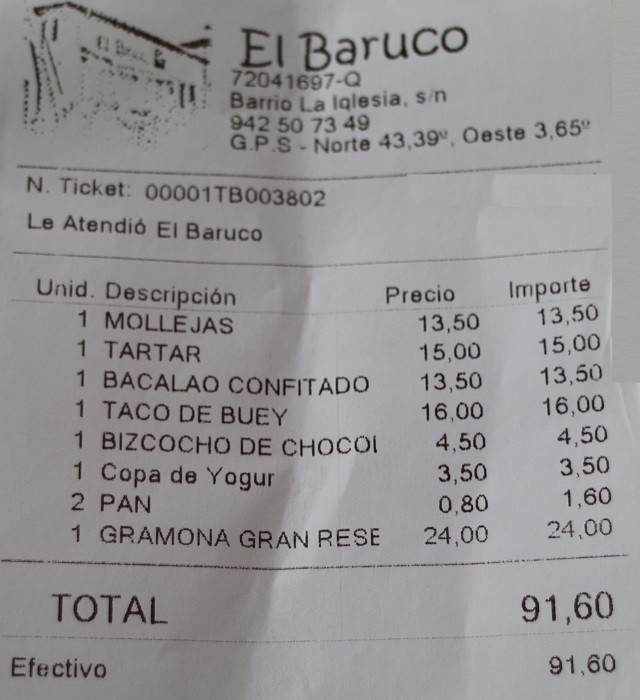 El Baruco
72041697-Q
Barrio La Iglesia, s/n
942 50 73 49
G.P.S - Norte 43,39º, Oeste 3,65º
N. Ticket: 00001TB003802
Le Atendió El Baruco
Unid. Descripción Precio Importe
1 MOLLEJAS 13,50 13,50
1 TARTAR 15,00 15,00
1 BACALAO CONFITADO 13,50 13,50
1 TACO DE BUEY 16,00 16,00
1 BIZCOCHO DE CHOCOL 4,50 4,50
1 Copa de Yogur 3,50 3,50
2 PAN 0,80 1,60
1 GRAMONA GRAN RESE 24,00 24,00
TOTAL 91,60
Efectivo 91,60